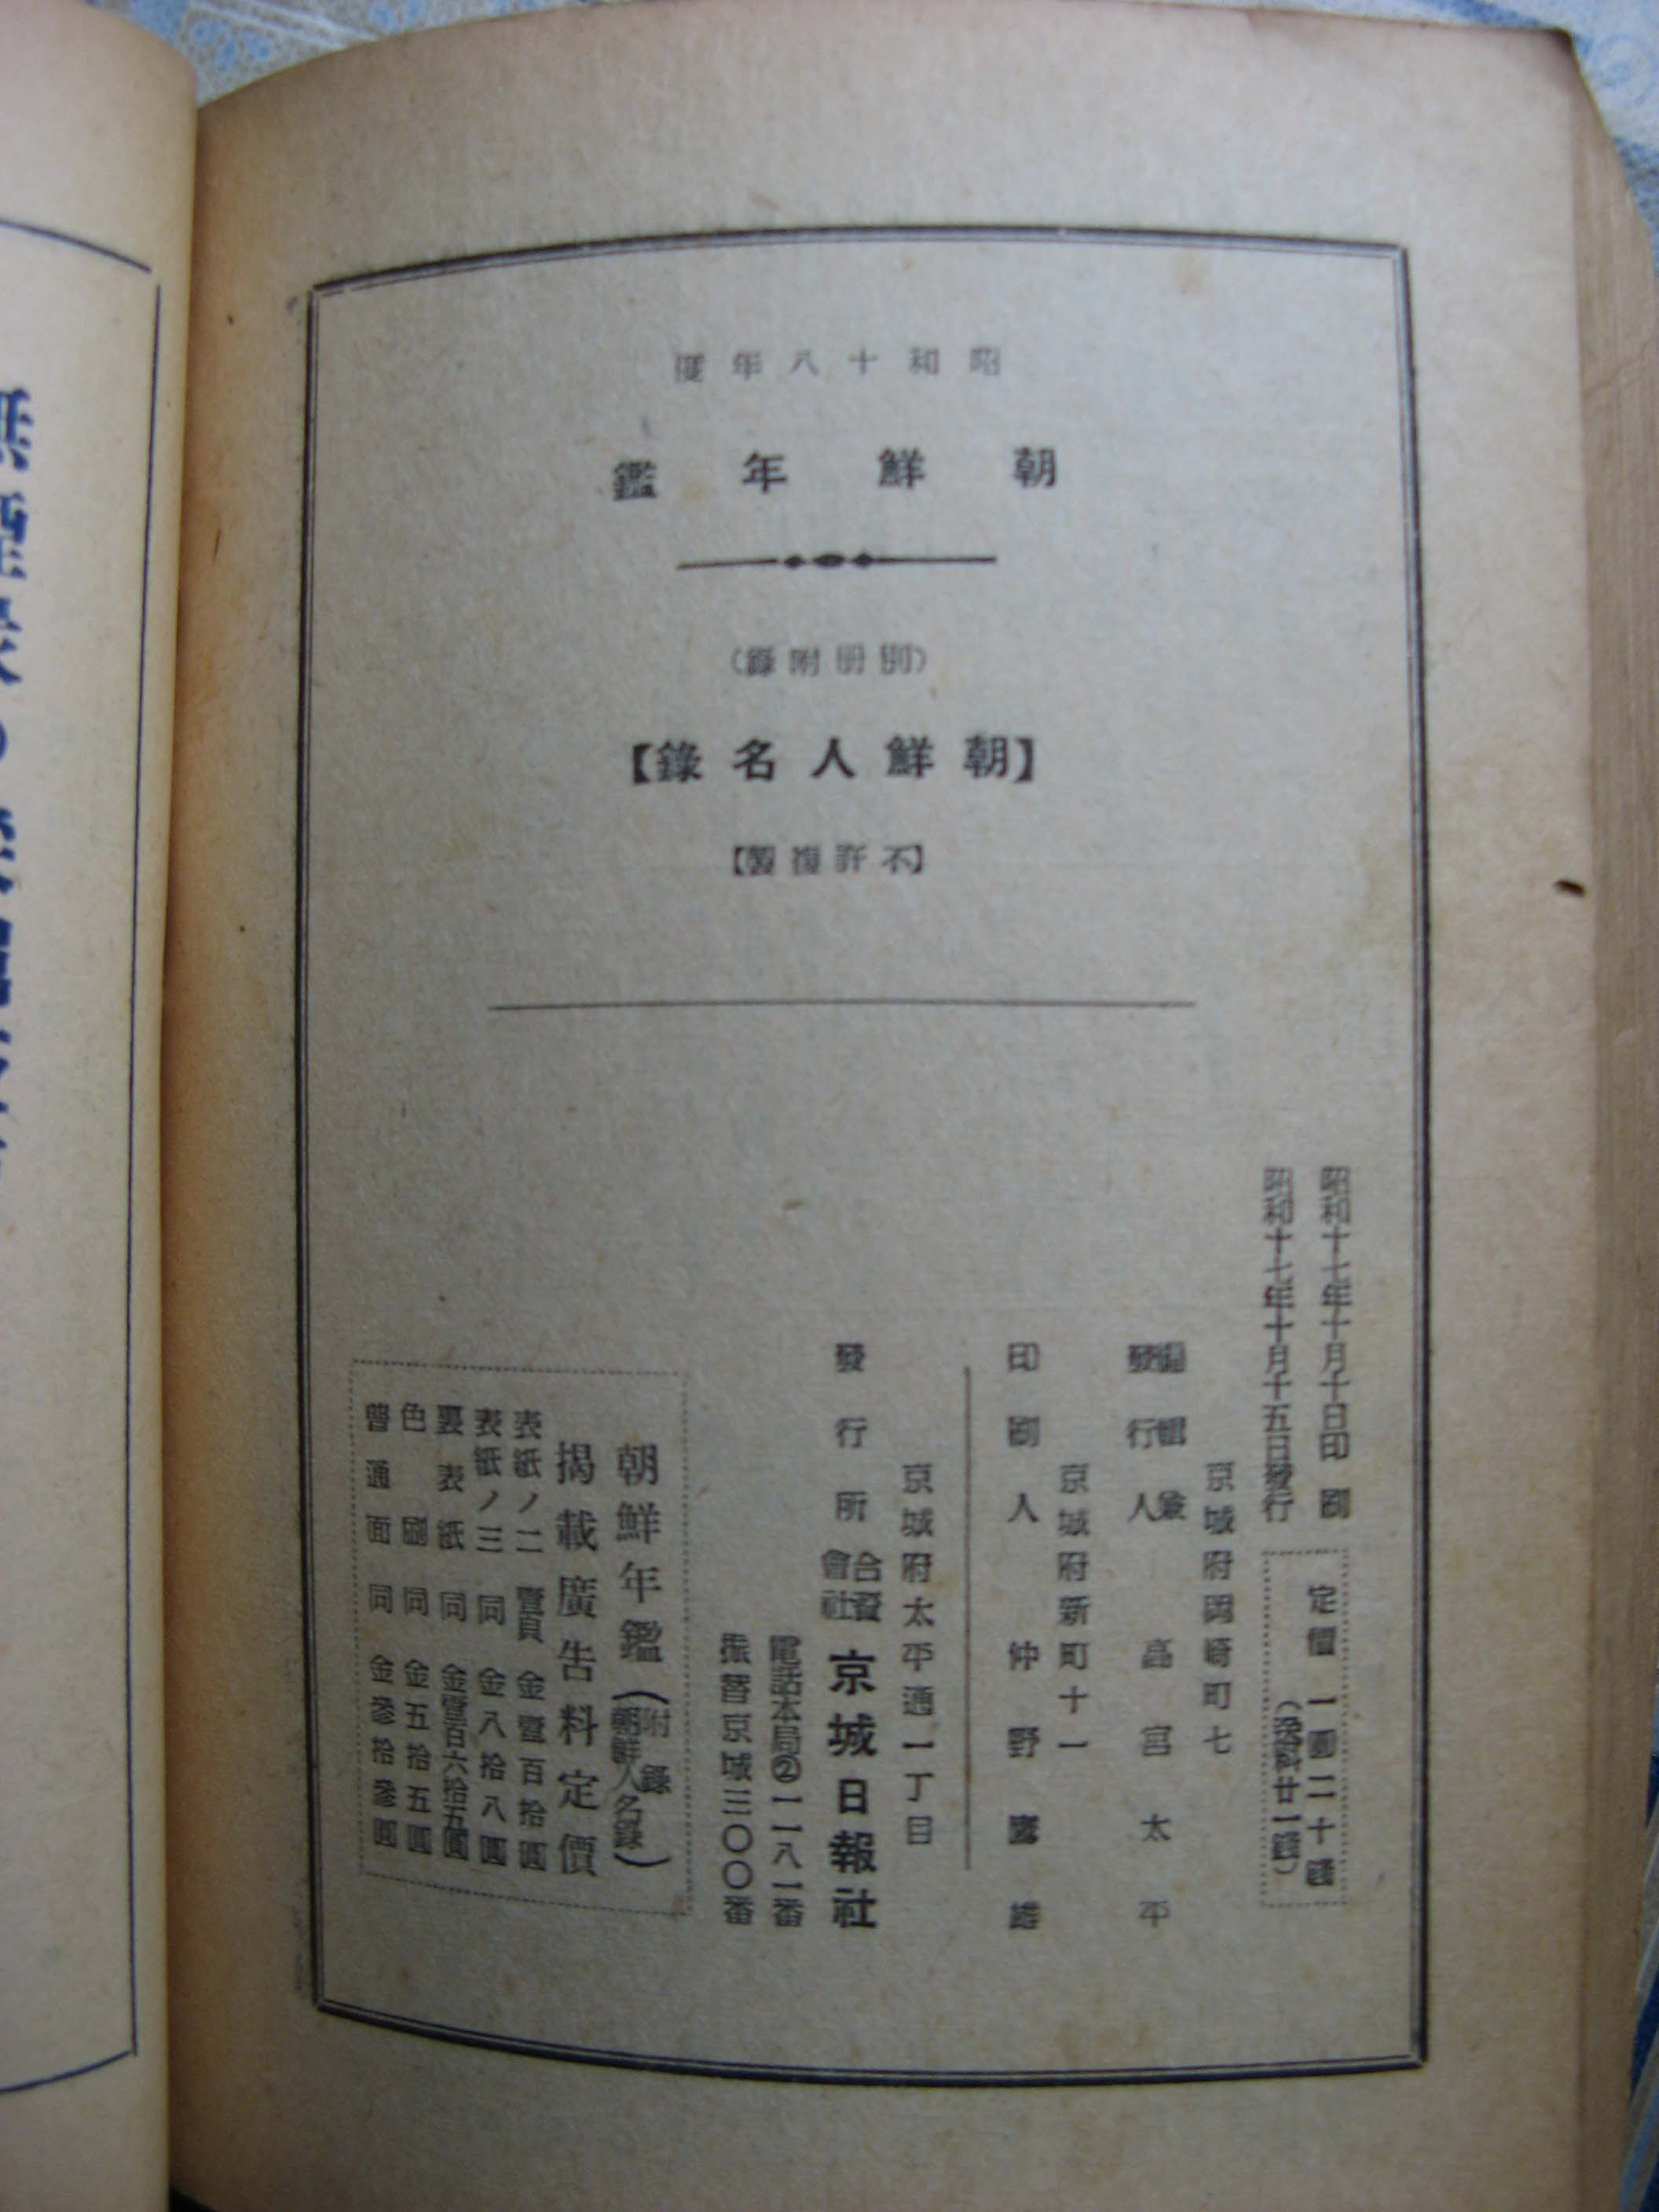 昭和十八年度
朝鮮年鑑
(別冊附錄)
【朝鮮人名錄】
【不許複製】
昭和十七年十月十日印刷
昭和十七年十月十五日發行
定價 一圓二十錢
(送料廿一錢)
京城府岡崎町七
編輯兼
發行人 高宮太平
京城府新町十一
印刷人 仲野
京城府太平通一丁目
發行所 合資會社 京城日報社
電話本局②一一八一番
振替京城三〇〇番
朝鮮年鑑(附錄 朝鮮人名錄)
揭載廣吿料定價
表紙ノ二 壹頁 金壹百拾圓
表紙ノ三 同 金八拾八圓
裏表紙 同 金壹百六拾五圓
色刷 同 金五拾五圓
普通面 同 金參拾參圓